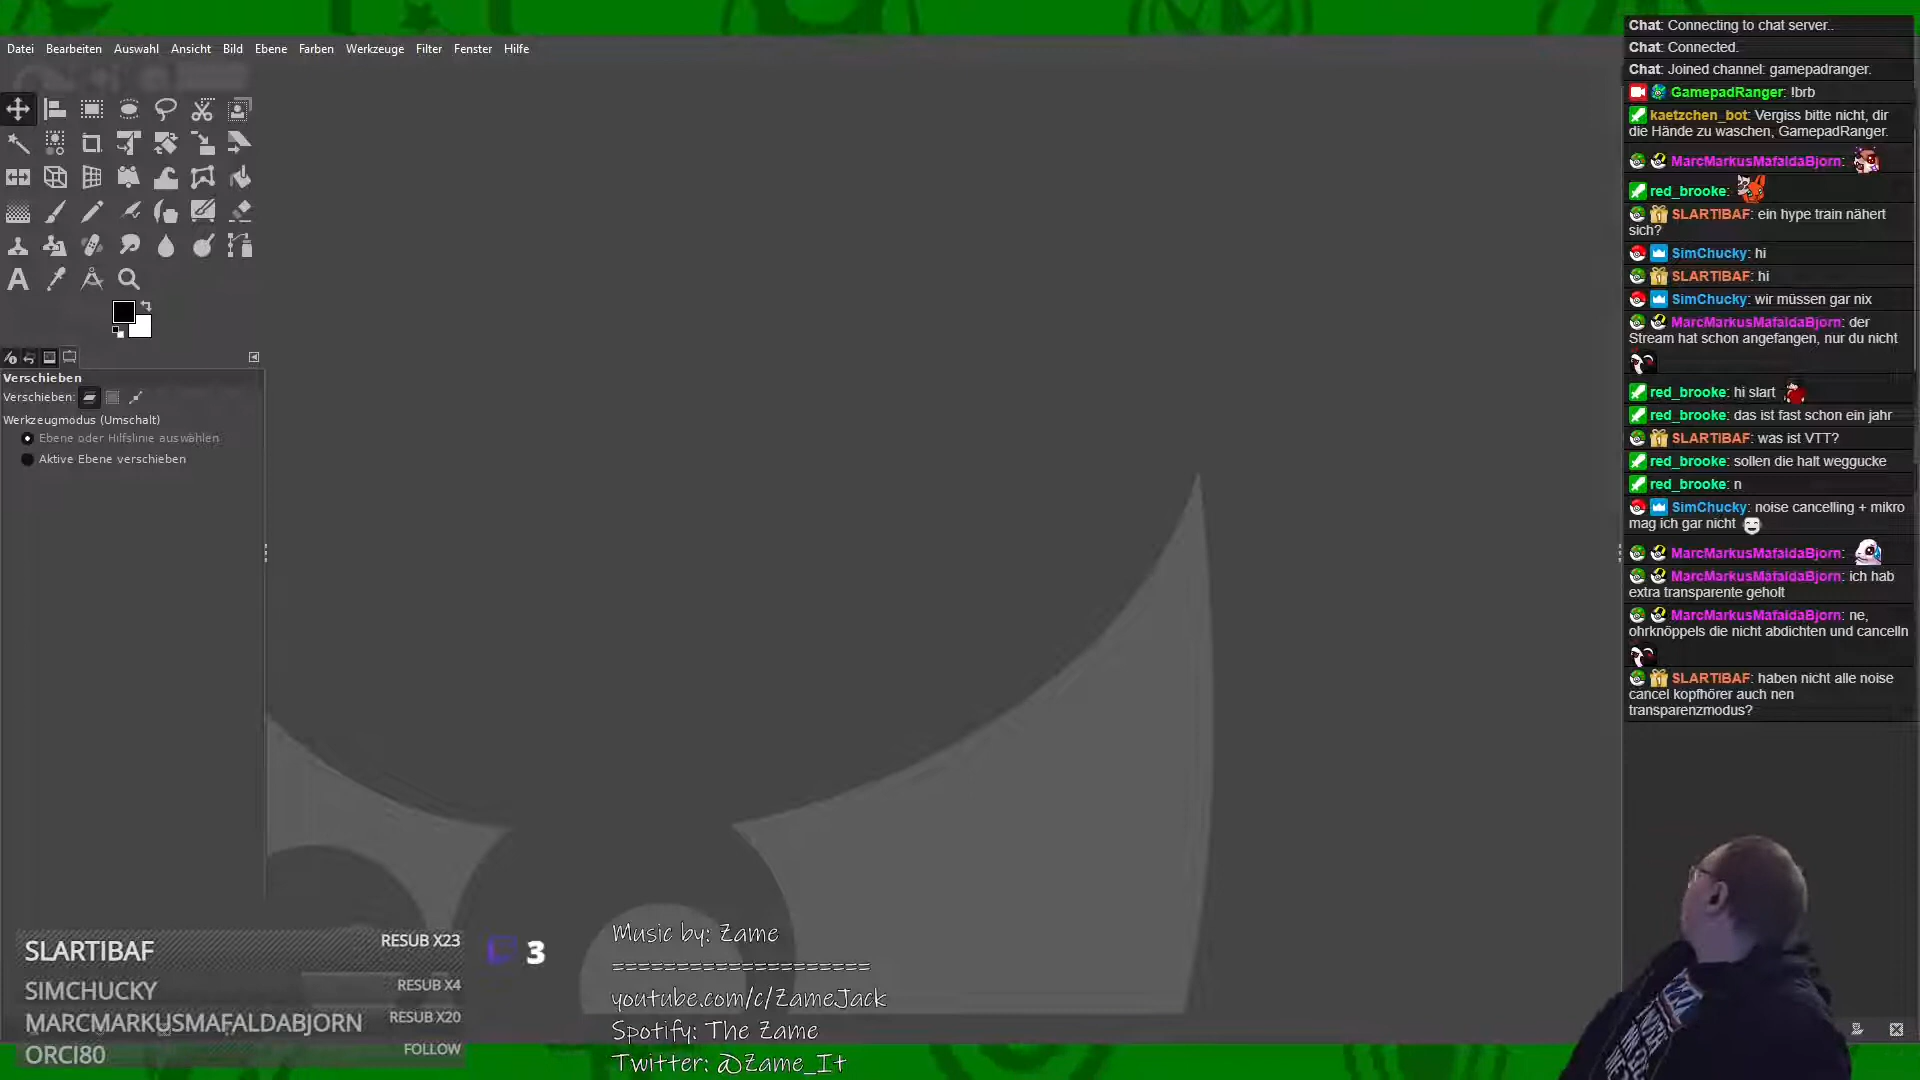 Datei Bearbeiten Auswahl Ansicht Bild Ebene Farben Werkzeuge Filter Fenster Hilfe
Verschieben
Verschieben:
Werkzeugmodus (Umschalt)
Ebene oder Hilfslinie auswählen
Aktive Ebene verschieben
SLARTIBAF RESUB X23
SIMCHUCKY RESUB X4
MARCMARKUSMAFALDABJORN RESUB X20
ORCI80 FOLLOW
3
Music by: Zame
====================
youtube.com/c/ZameJack
Spotify: The Zame
Twitter: @Zame_It
Chat: Connecting to chat server..
Chat: Connected.
Chat: Joined channel: gamepadranger.
GamepadRanger: !brb
kaetzchen_bot: Vergiss bitte nicht, dir
die Hände zu waschen, GamepadRanger.
MarcMarkusMafaldaBjorn:
red_brooke:
SLARTIBAF: ein hype train nähert
sich?
SimChucky: hi
SLARTIBAF: hi
SimChucky: wir müssen gar nix
MarcMarkusMafaldaBjorn: der
Stream hat schon angefangen, nur du nicht
red_brooke: hi slart
red_brooke: das ist fast schon ein jahr
SLARTIBAF: was ist VTT?
red_brooke: sollen die halt weggucke
red_brooke: n
SimChucky: noise cancelling + mikro
mag ich gar nicht
MarcMarkusMafaldaBjorn:
MarcMarkusMafaldaBjorn: ich hab
extra transparente geholt
MarcMarkusMafaldaBjorn: ne,
ohrknöppels die nicht abdichten und cancelln
SLARTIBAF: haben nicht alle noise
cancel kopfhörer auch nen
transparenzmodus?